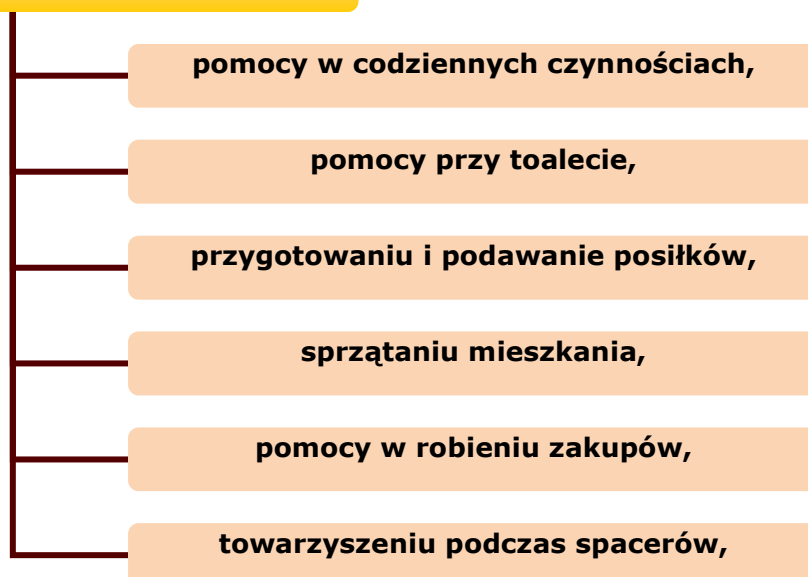 pomocy w codziennych czynnościach,
pomocy przy toalecie,
przygotowaniu i podawanie posiłków,
sprzątaniu mieszkania,
pomocy w robieniu zakupów,
towarzyszeniu podczas spacerów,